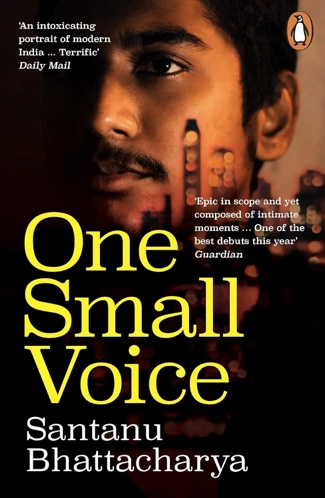 'An intoxicating
portrait of modern
India ... Terrific'
Daily Mail
'Epic in scope and yet
composed of intimate
moments ... One of the
best debuts this year'
Guardian
One
Small
Voice
Santanu
Bhattacharya